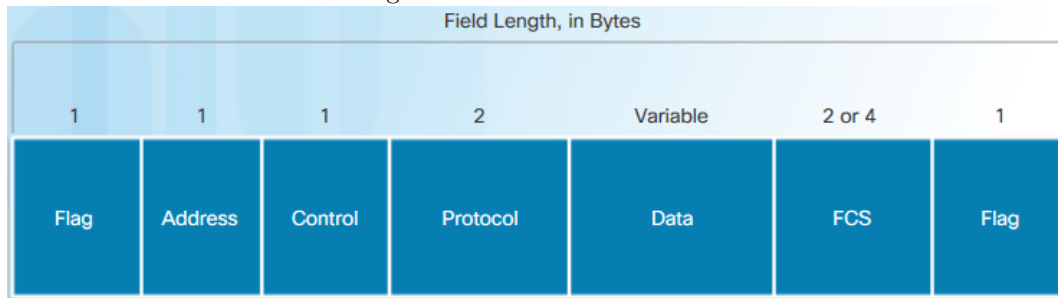 Field Length, in Bytes
1 1 1 2 Variable 2 or 4 1
Flag Address Control Protocol Data FCS Flag